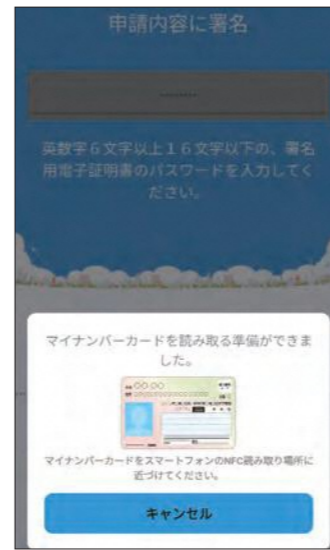 申請内容に署名
英数字6文字以上16文字以下の、署名
用電子証明書のパスワードを入力してく
ださい。
マイナンバーカードを読み取る準備ができま
した。
マイナンバーカードをスマートフォンのNFC読み取り場所に
近づけてください。
キャンセル